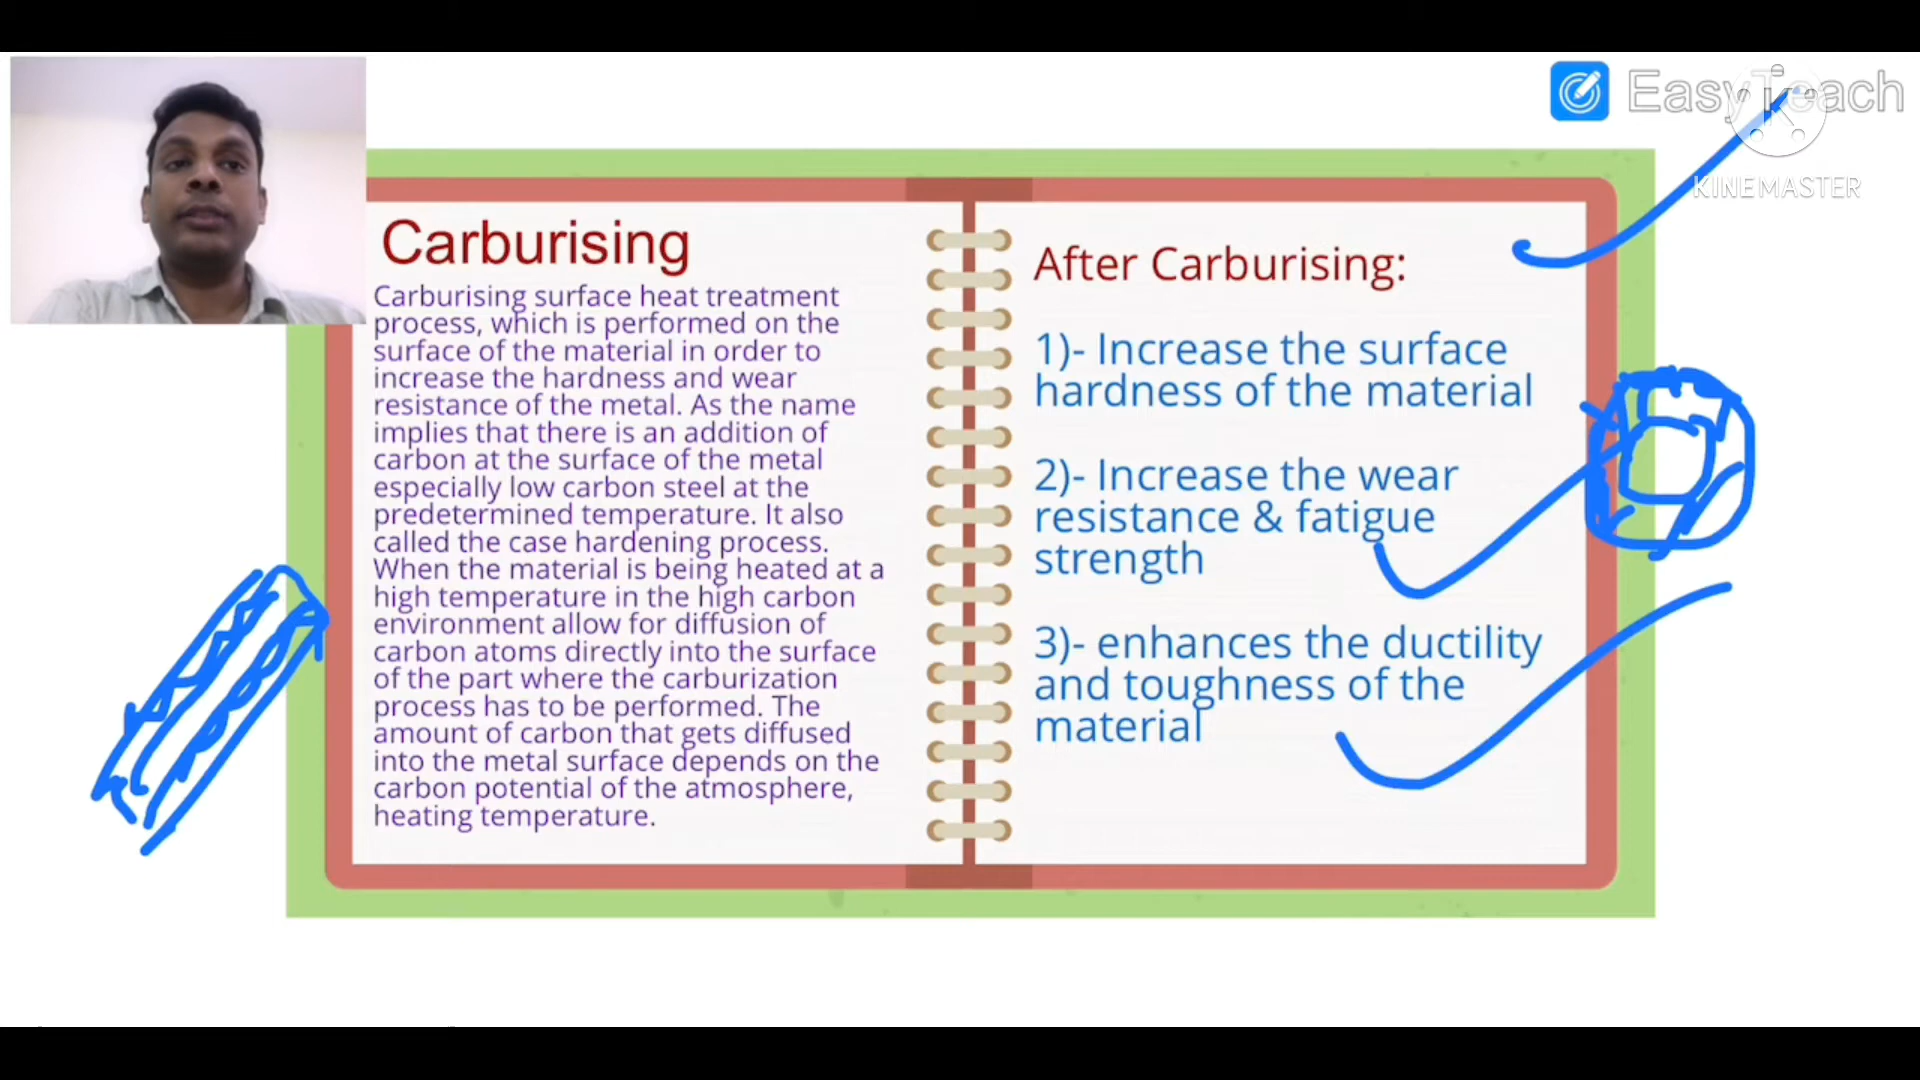 EasyTeach
KINEMASTER
Carburising
Carburising surface heat treatment
process, which is performed on the
surface of the material in order to
increase the hardness and wear
resistance of the metal. As the name
implies that there is an addition of
carbon at the surface of the metal
especially low carbon steel at the
predetermined temperature. It also
called the case hardening process.
When the material is being heated at a
high temperature in the high carbon
environment allow for diffusion of
carbon atoms directly into the surface
of the part where the carburization
process has to be performed. The
amount of carbon that gets diffused
into the metal surface depends on the
carbon potential of the atmosphere,
heating temperature.
After Carburising:
1)- Increase the surface
hardness of the material
2)- Increase the wear
resistance & fatigue
strength
3)- enhances the ductility
and toughness of the
material